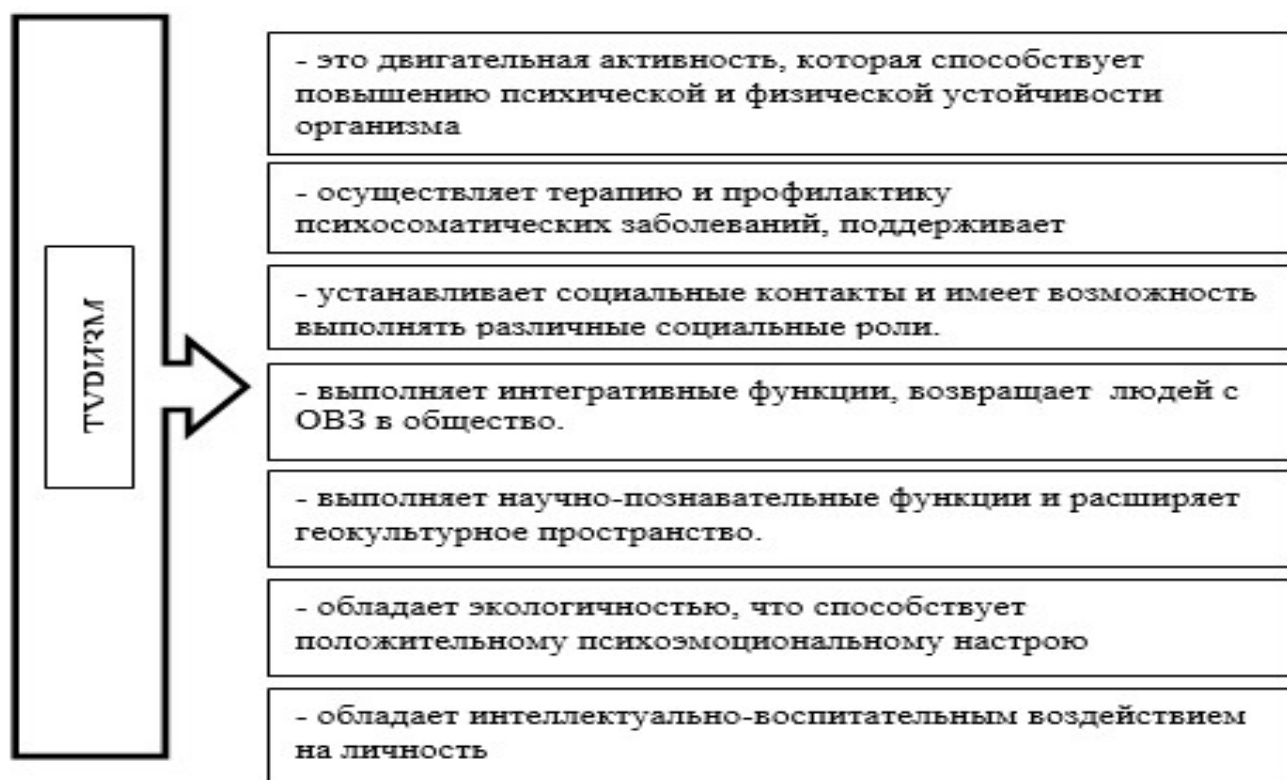 ТУРИЗМ
- это двигательная активность, которая способствует
повышению психической и физической устойчивости
организма
- осуществляет терапию и профилактику
психосоматических заболеваний, поддерживает
- устанавливает социальные контакты и имеет возможность
выполнять различные социальные роли.
- выполняет интегративные функции, возвращает людей с
ОВЗ в общество.
- выполняет научно-познавательные функции и расширяет
геокультурное пространство.
- обладает экологичностью, что способствует
положительному психоэмоциональному настрою
- обладает интеллектуально-воспитательным воздействием
на личность